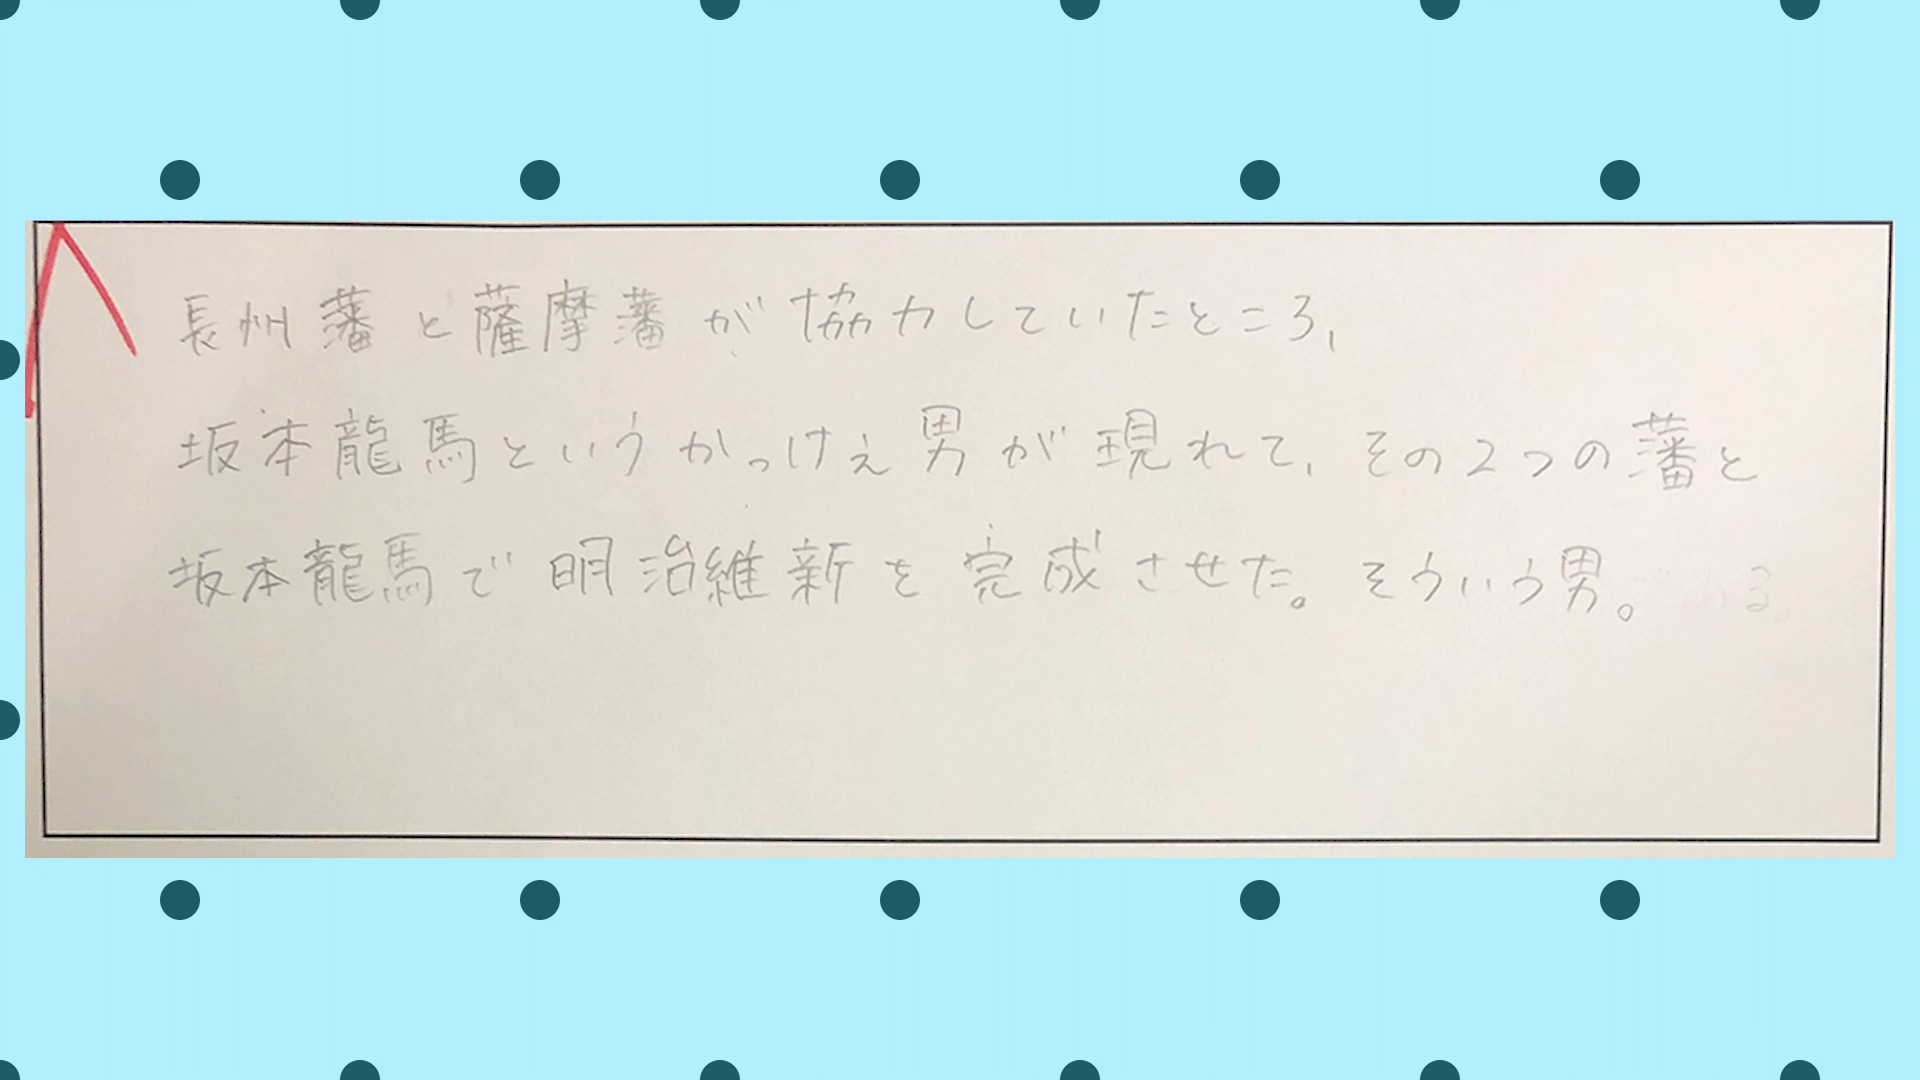 長州藩と薩摩藩が協力していたところ、
坂本龍馬というかっけぇ男が現れて、その2つの藩と
坂本龍馬で明治維新を完成させた。そういう男。